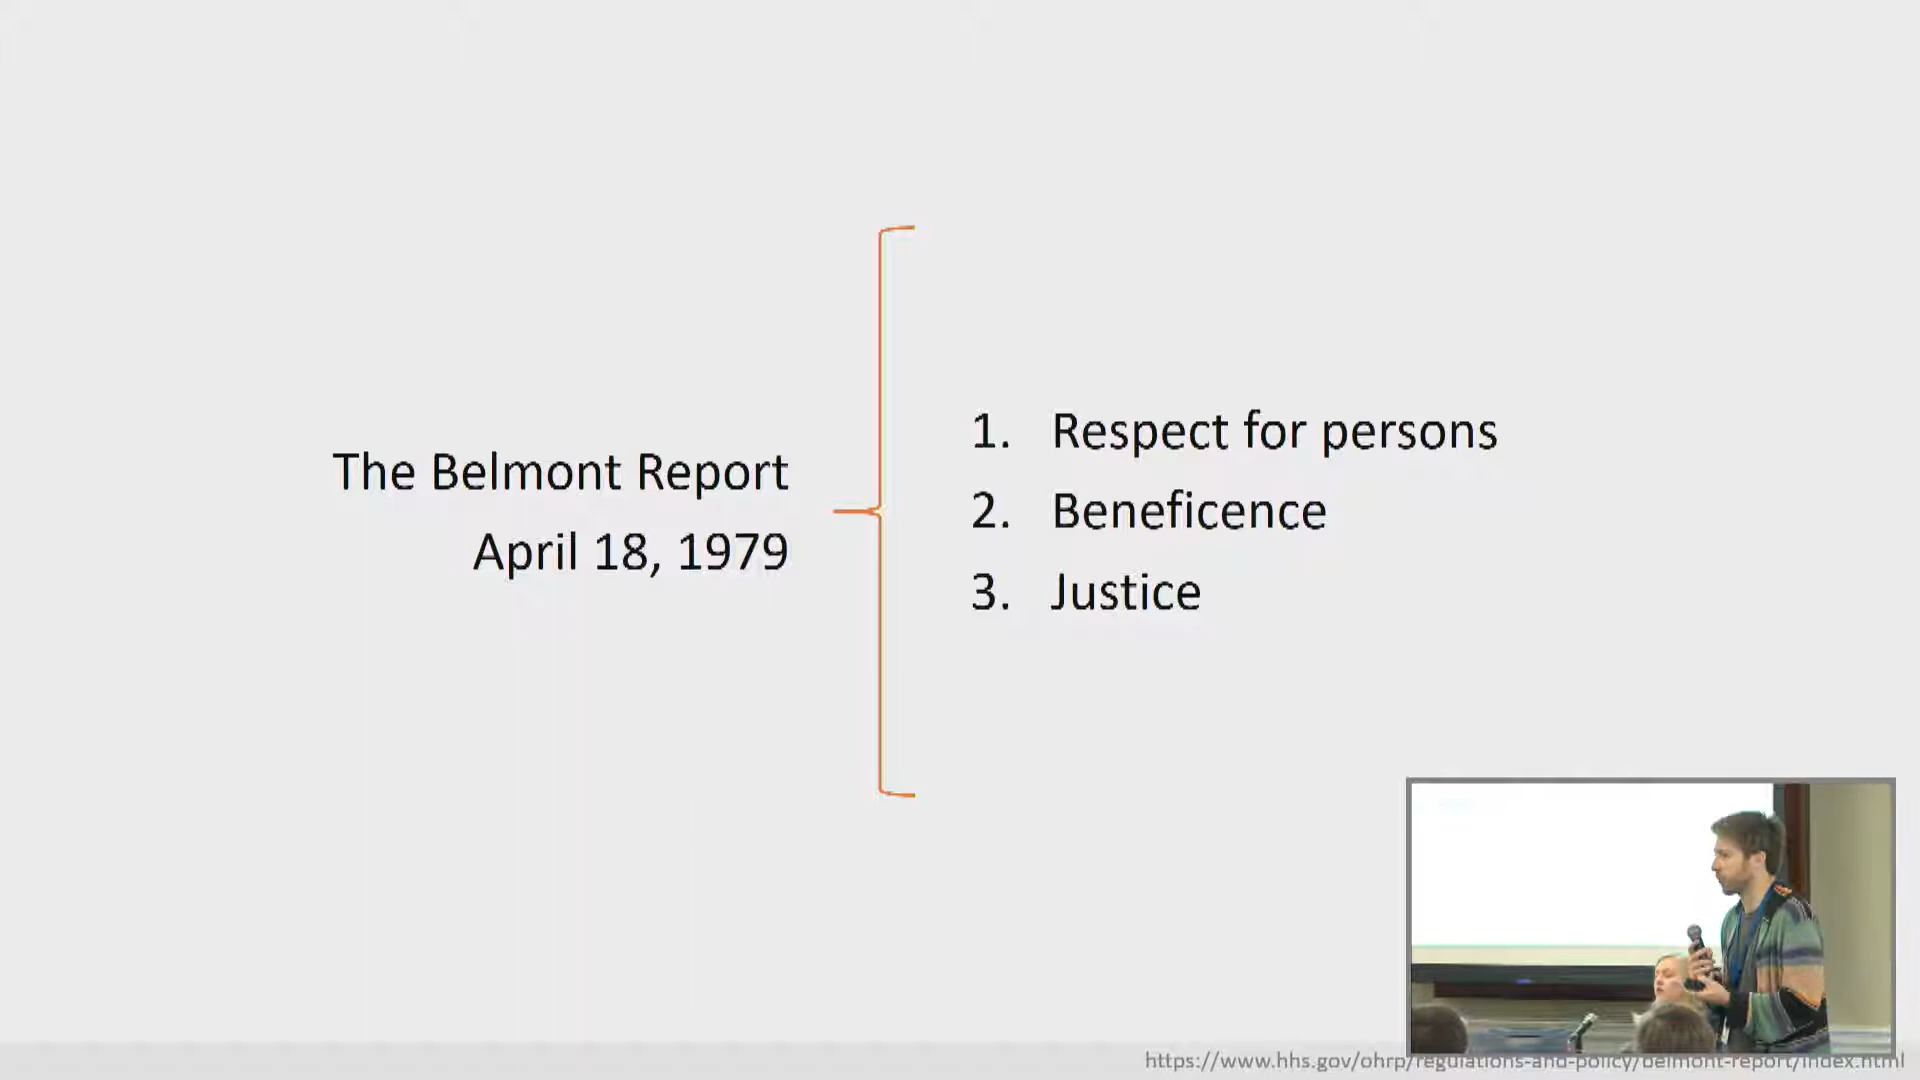 The Belmont Report
April 18, 1979
1. Respect for persons
2. Beneficence
3. Justice
https://www.hhs.gov/ohrp/regulations-and-policy/belmont-report/index.html